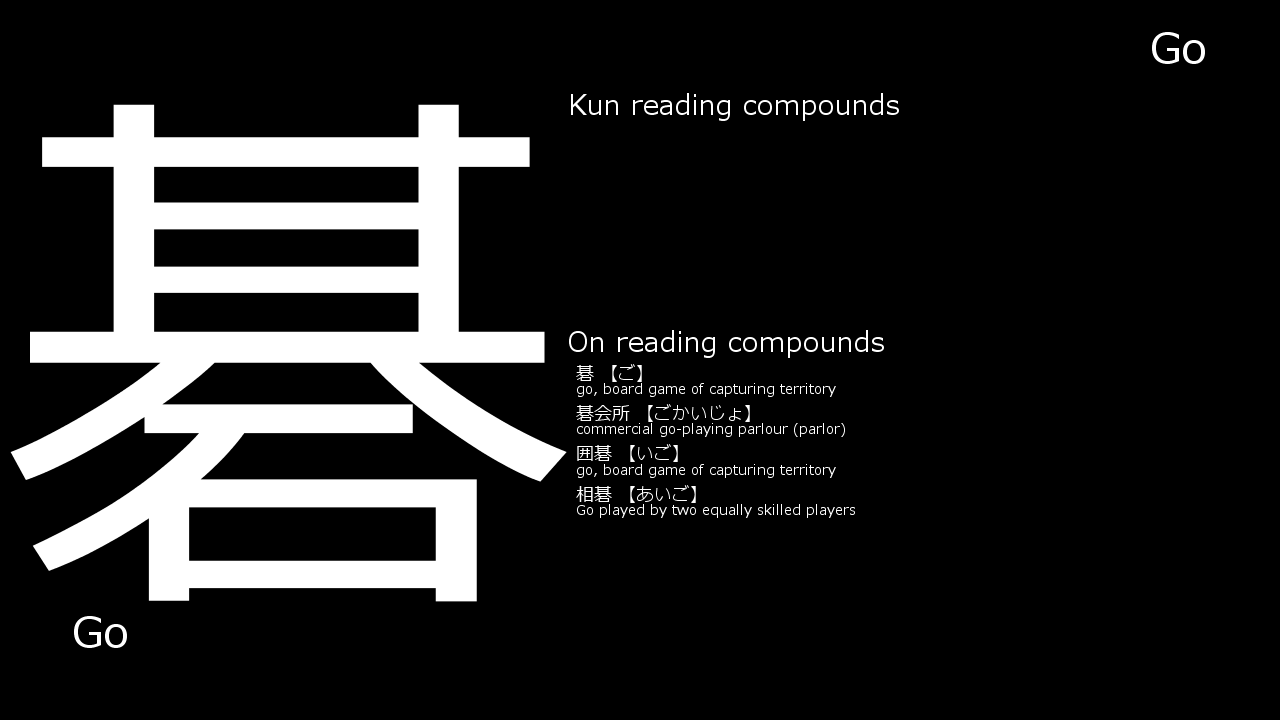 Go
碁
Kun reading compounds
On reading compounds
碁 【ご】
go, board game of capturing territory
碁会所 【ごかいじょ】
commercial go-playing parlour (parlor)
囲碁 【いご】
go, board game of capturing territory
相碁 【あいご】
Go played by two equally skilled players
Go